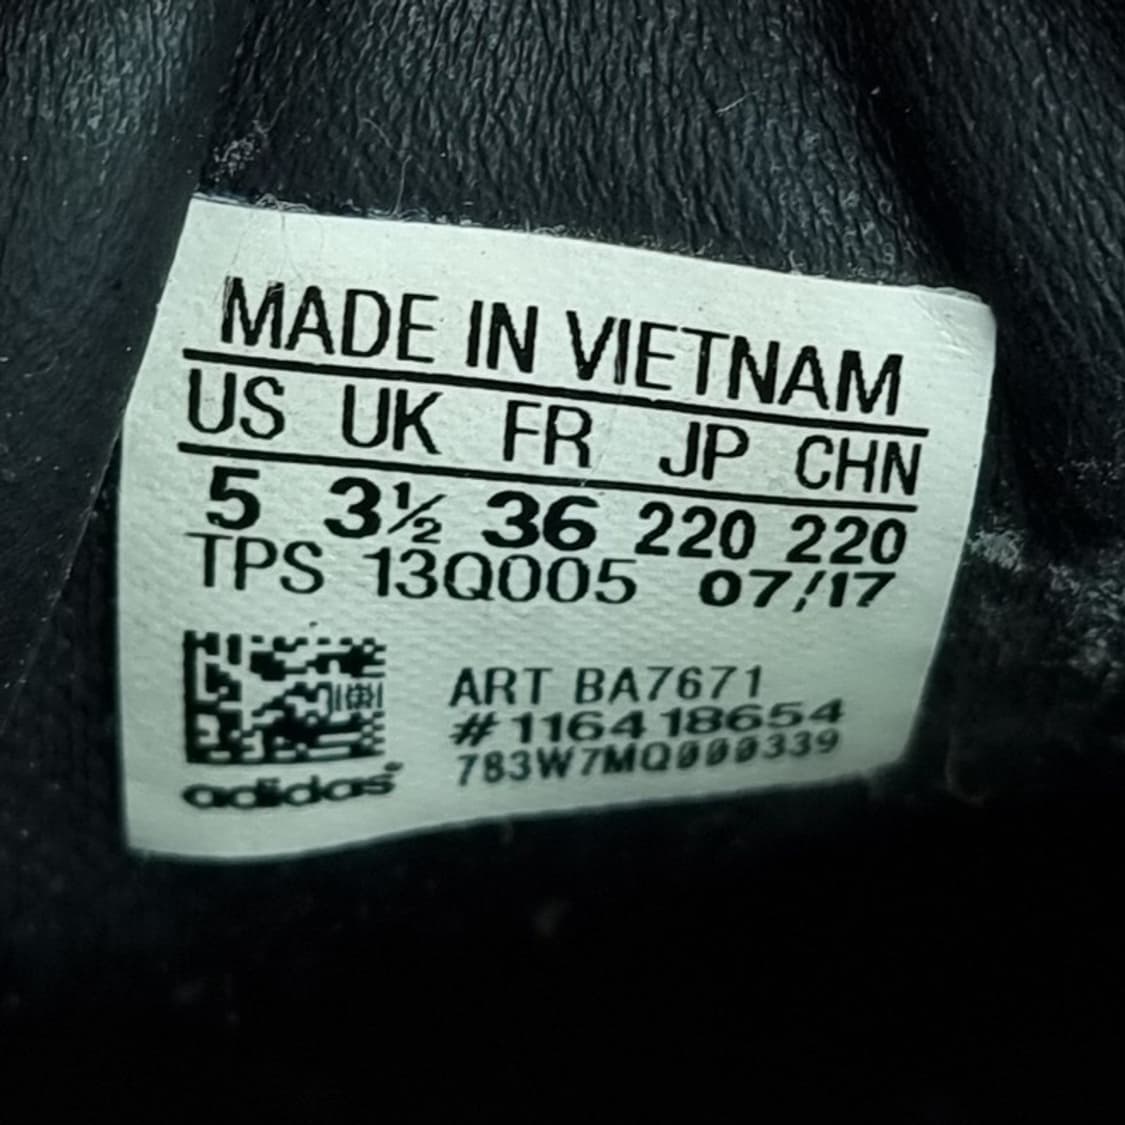 MADE IN VIETNAM
US UK FR JP CHN
5 3½ 36 220 220
TPS 13Q005 07/17
ART BA7671
#116418654
783W7MQ000339
adidas